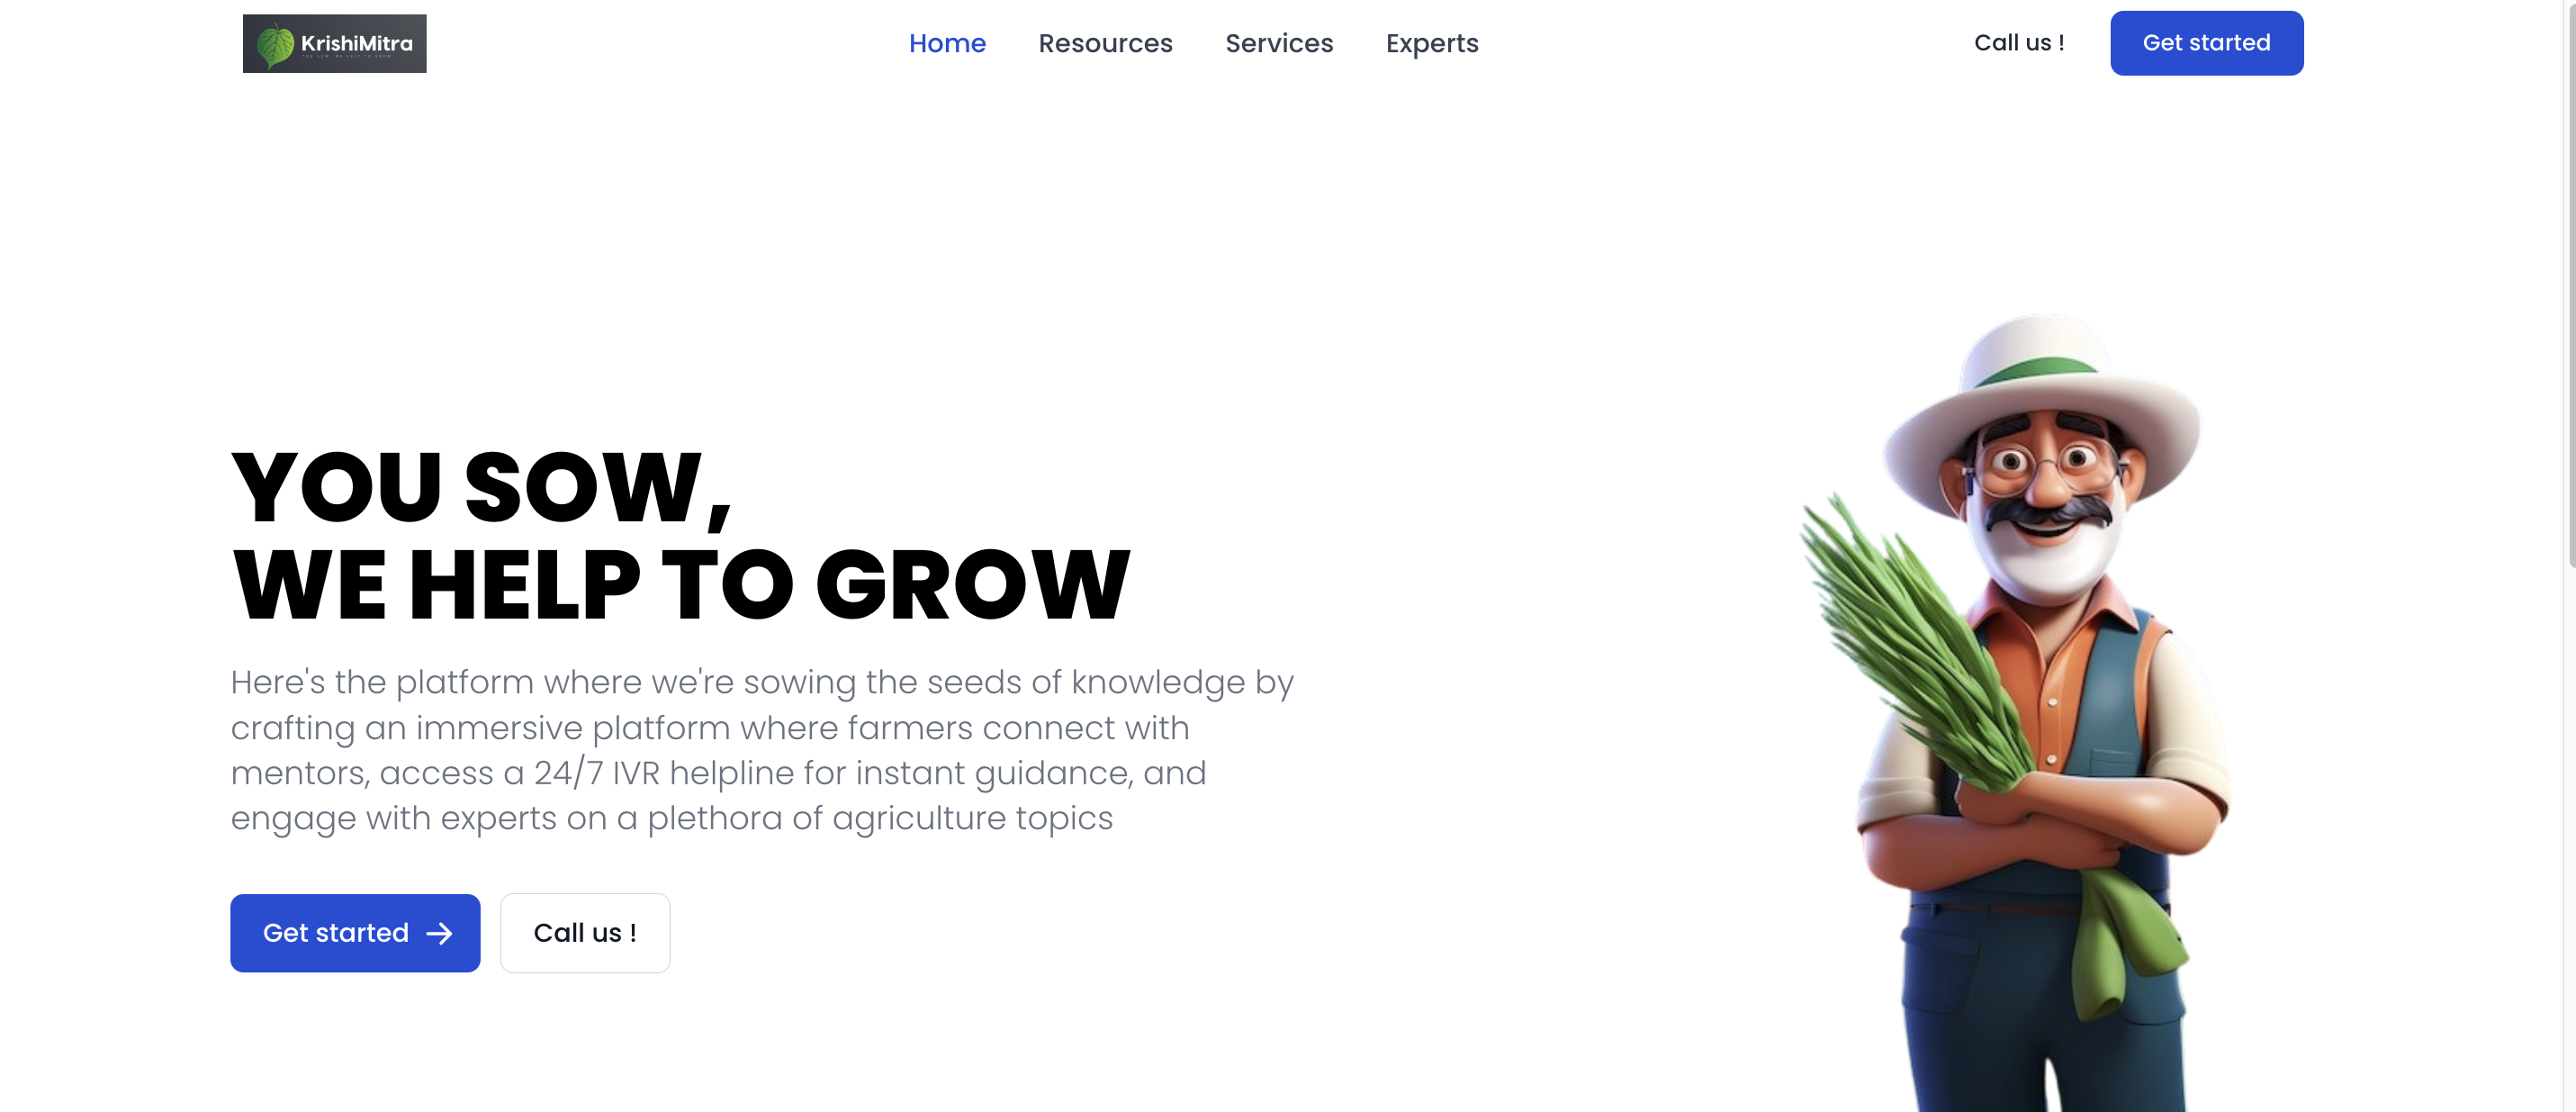 KrishiMitra
Home
Resources
Services
Experts
Call us !
Get started
YOU SOW,
WE HELP TO GROW
Here's the platform where we're sowing the seeds of knowledge by
crafting an immersive platform where farmers connect with
mentors, access a 24/7 IVR helpline for instant guidance, and
engage with experts on a plethora of agriculture topics
Get started
Call us !